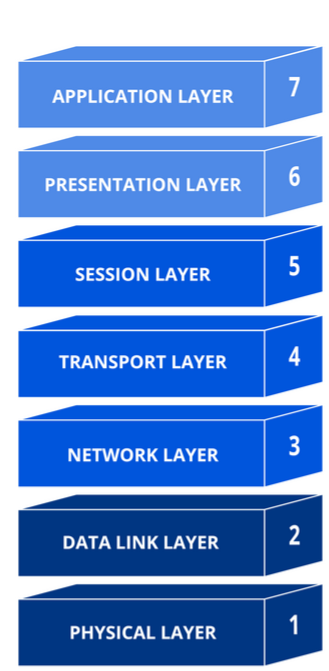 APPLICATION LAYER 7
PRESENTATION LAYER 6
SESSION LAYER 5
TRANSPORT LAYER 4
NETWORK LAYER 3
DATA LINK LAYER 2
PHYSICAL LAYER 1